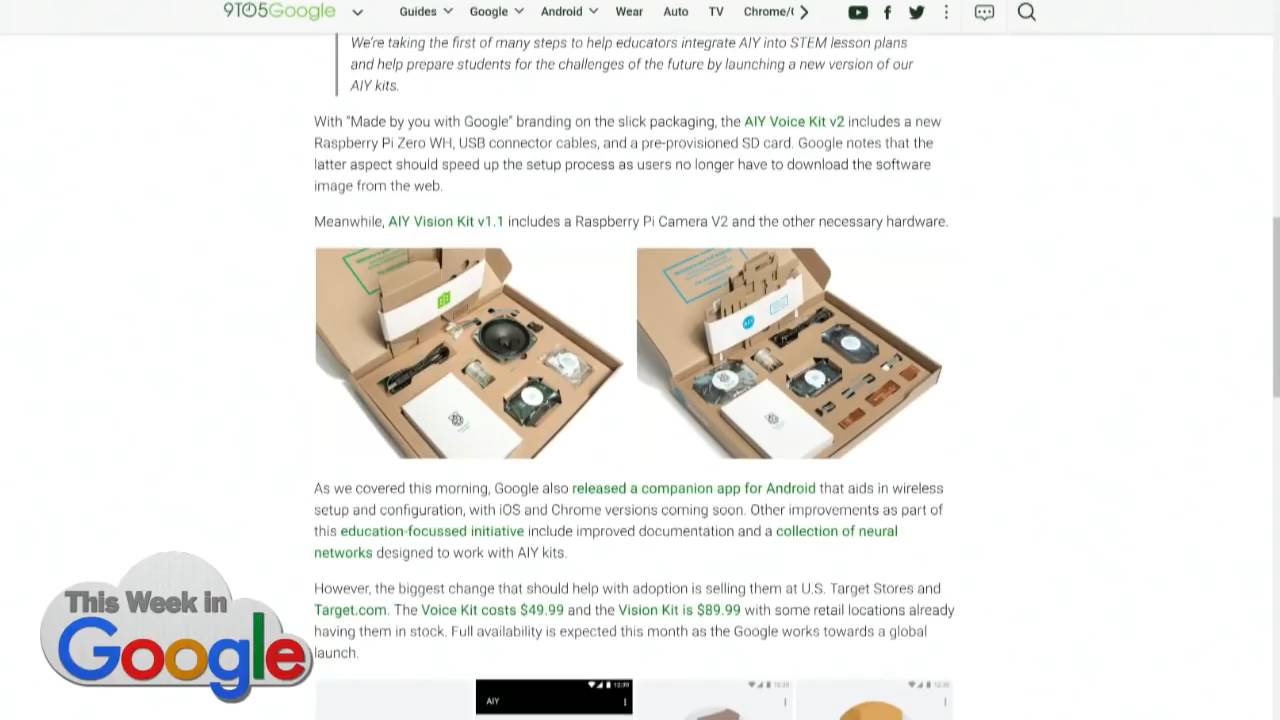 9TO5Google
Guides Google Android Wear Auto TV Chrome/
We're taking the first of many steps to help educators integrate AIY into STEM lesson plans
and help prepare students for the challenges of the future by launching a new version of our
AIY kits.
With "Made by you with Google" branding on the slick packaging, the AIY Voice Kit v2 includes a new
Raspberry Pi Zero WH, USB connector cables, and a pre-provisioned SD card. Google notes that the
latter aspect should speed up the setup process as users no longer have to download the software
image from the web.
Meanwhile, AIY Vision Kit v1.1 includes a Raspberry Pi Camera V2 and the other necessary hardware.
AIY
As we covered this morning, Google also released a companion app for Android that aids in wireless
setup and configuration, with iOS and Chrome versions coming soon. Other improvements as part of
this education-focussed initiative include improved documentation and a collection of neural
networks designed to work with AIY kits.
However, the biggest change that should help with adoption is selling them at U.S. Target Stores and
Target.com. The Voice Kit costs $49.99 and the Vision Kit is $89.99 with some retail locations already
having them in stock. Full availability is expected this month as the Google works towards a global
launch.
This Week in
Google
12:39
AIY